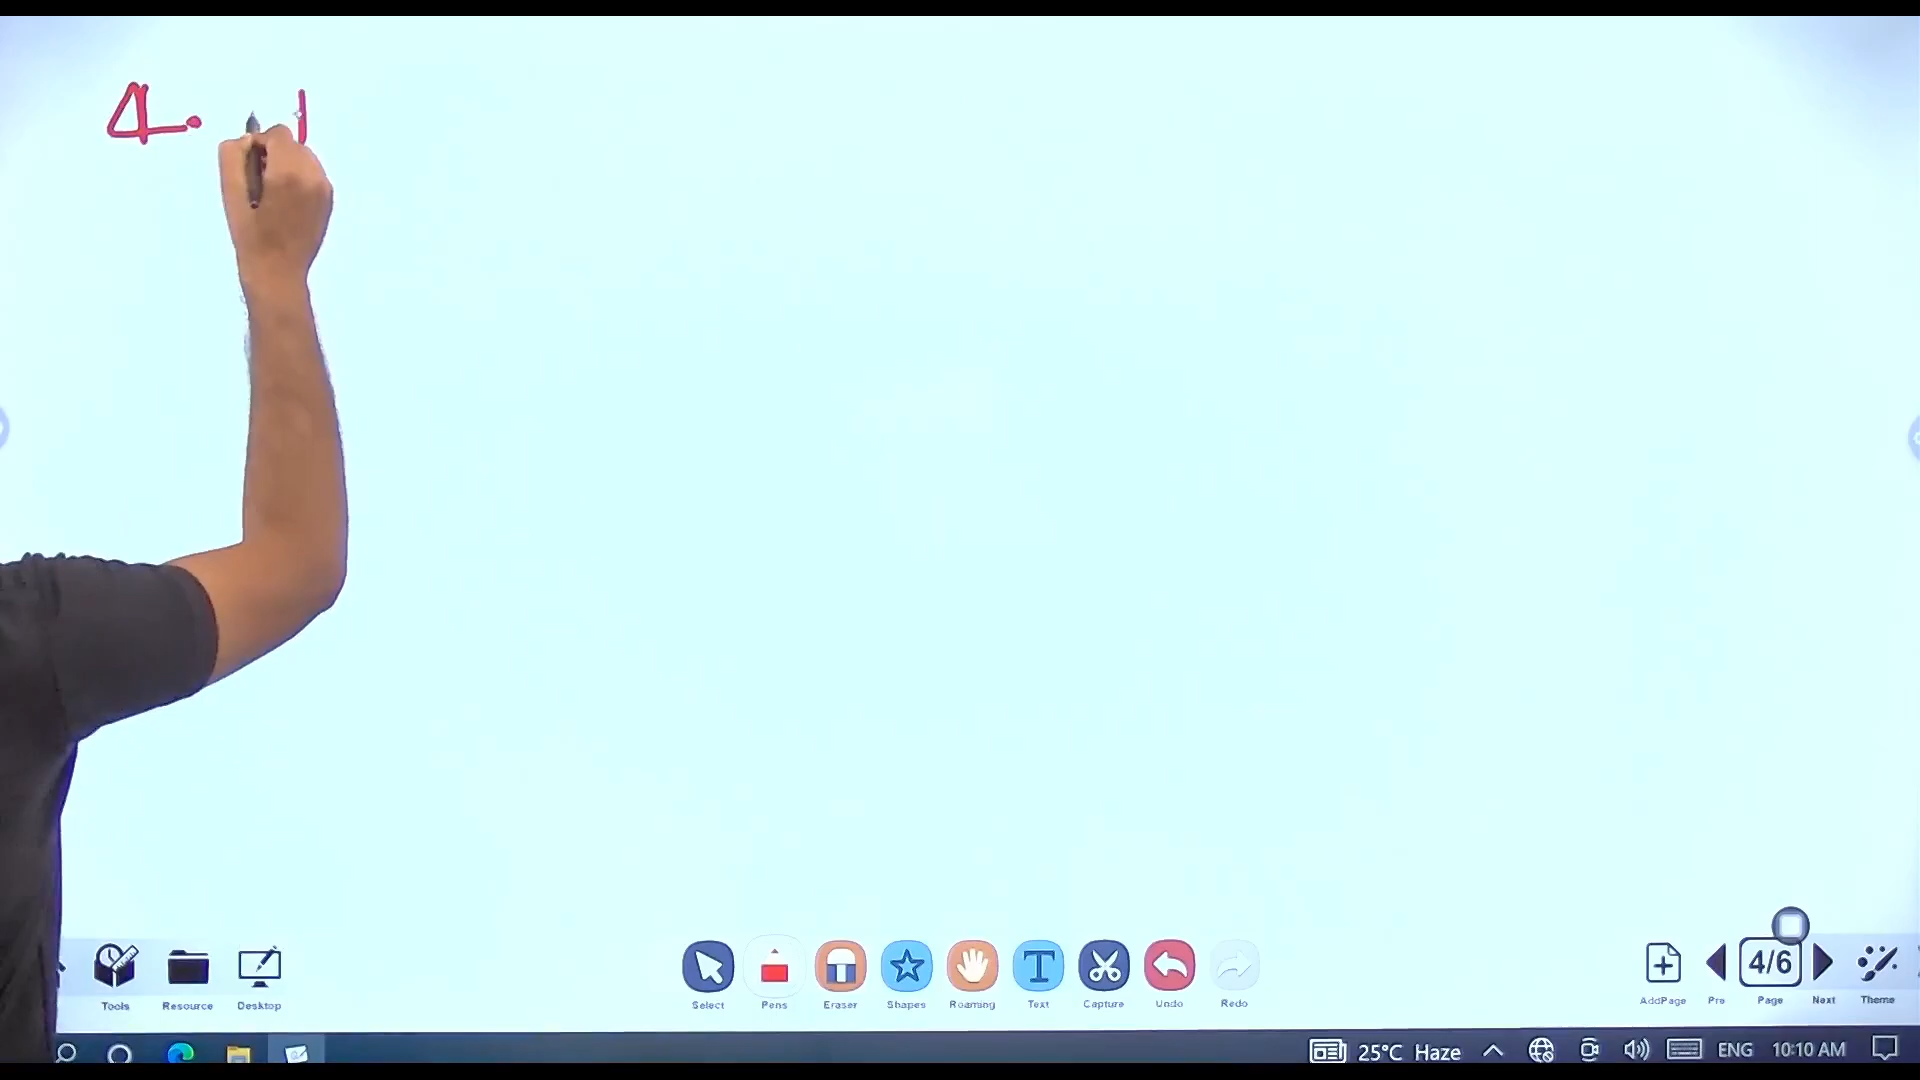 4.
Tools
Resource
Desktop
Select
Pens
Eraser
Shapes
Roaming
T
Text
Capture
Undo
Redo
AddPage
Pre
4/6
Page
Next
Theme
25°C Haze
ENG
10:10 AM